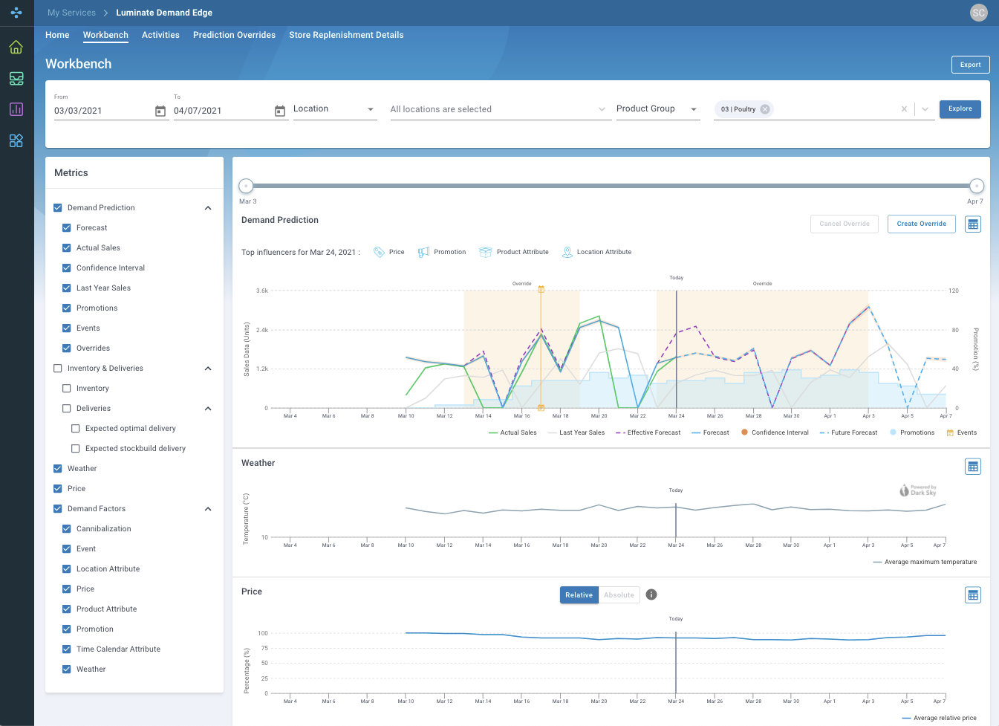 My Services > Luminate Demand Edge
SC
Home Workbench Activities Prediction Overrides Store Replenishment Details
Workbench
Export
From To
03/03/2021 04/07/2021 Location All locations are selected Product Group 03 | Poultry Explore
Metrics
Demand Prediction
Forecast
Actual Sales
Confidence Interval
Last Year Sales
Promotions
Events
Overrides
Inventory & Deliveries
Inventory
Deliveries
Expected optimal delivery
Expected stockbuild delivery
Weather
Price
Demand Factors
Cannibalization
Event
Location Attribute
Price
Product Attribute
Promotion
Time Calendar Attribute
Weather
Mar 3 Apr 7
Demand Prediction
Cancel Override Create Override
Top influencers for Mar 24, 2021 : Price Promotion Product Attribute Location Attribute
Today
Override Override
3.6k 120
2.4k 80
1.2k 40
0 0
Sales Data (Units)
Promotion (%)
Mar 4 Mar 6 Mar 8 Mar 10 Mar 12 Mar 14 Mar 16 Mar 18 Mar 20 Mar 22 Mar 24 Mar 26 Mar 28 Mar 30 Apr 1 Apr 3 Apr 5 Apr 7
Actual Sales Last Year Sales Effective Forecast Forecast Confidence Interval Future Forecast Promotions Events
Weather
Today
Powered by
Dark Sky
Temperature (°C)
10
Mar 4 Mar 6 Mar 8 Mar 10 Mar 12 Mar 14 Mar 16 Mar 18 Mar 20 Mar 22 Mar 24 Mar 26 Mar 28 Mar 30 Apr 1 Apr 3 Apr 5 Apr 7
Average maximum temperature
Price
Relative Absolute
Today
100
75
50
25
0
Percentage (%)
Mar 4 Mar 6 Mar 8 Mar 10 Mar 12 Mar 14 Mar 16 Mar 18 Mar 20 Mar 22 Mar 24 Mar 26 Mar 28 Mar 30 Apr 1 Apr 3 Apr 5 Apr 7
Average relative price